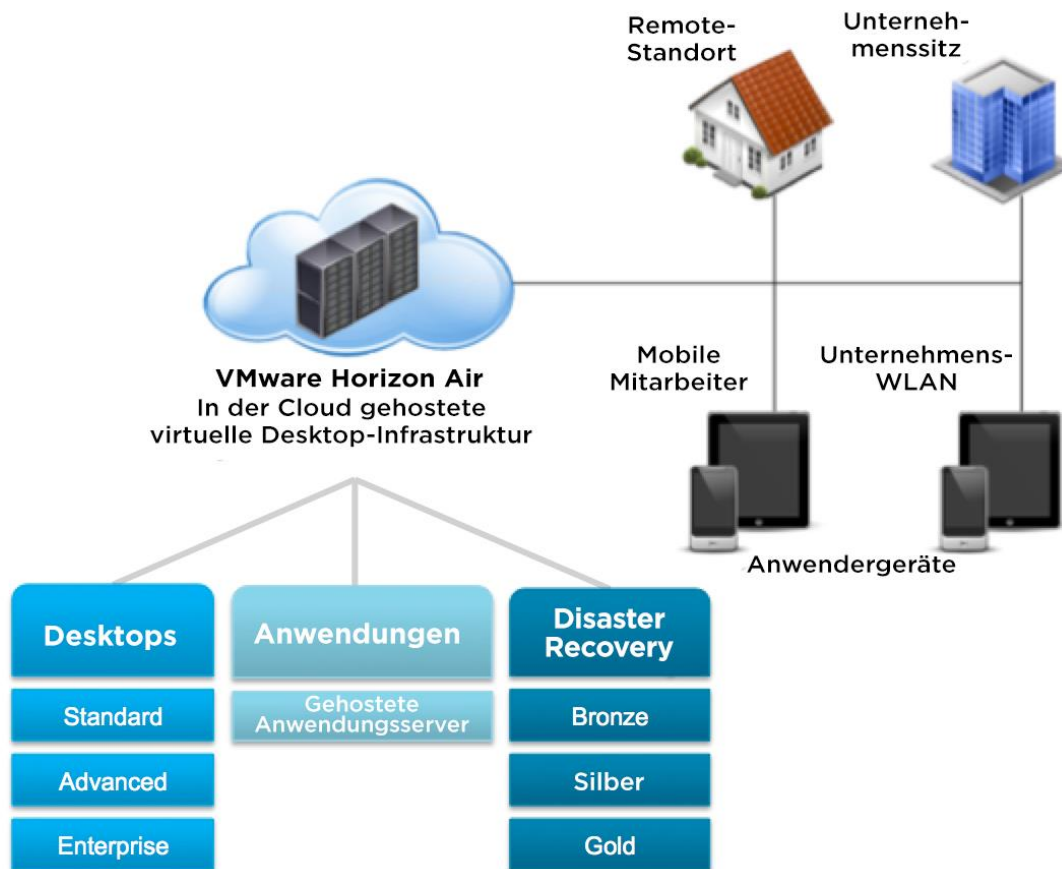 Remote-
Standort
Unterneh-
menssitz
VMware Horizon Air
In der Cloud gehostete
virtuelle Desktop-Infrastruktur
Mobile
Mitarbeiter
Unternehmens-
WLAN
Anwendergeräte
Desktops
Standard
Advanced
Enterprise
Anwendungen
Gehostete
Anwendungsserver
Disaster
Recovery
Bronze
Silber
Gold